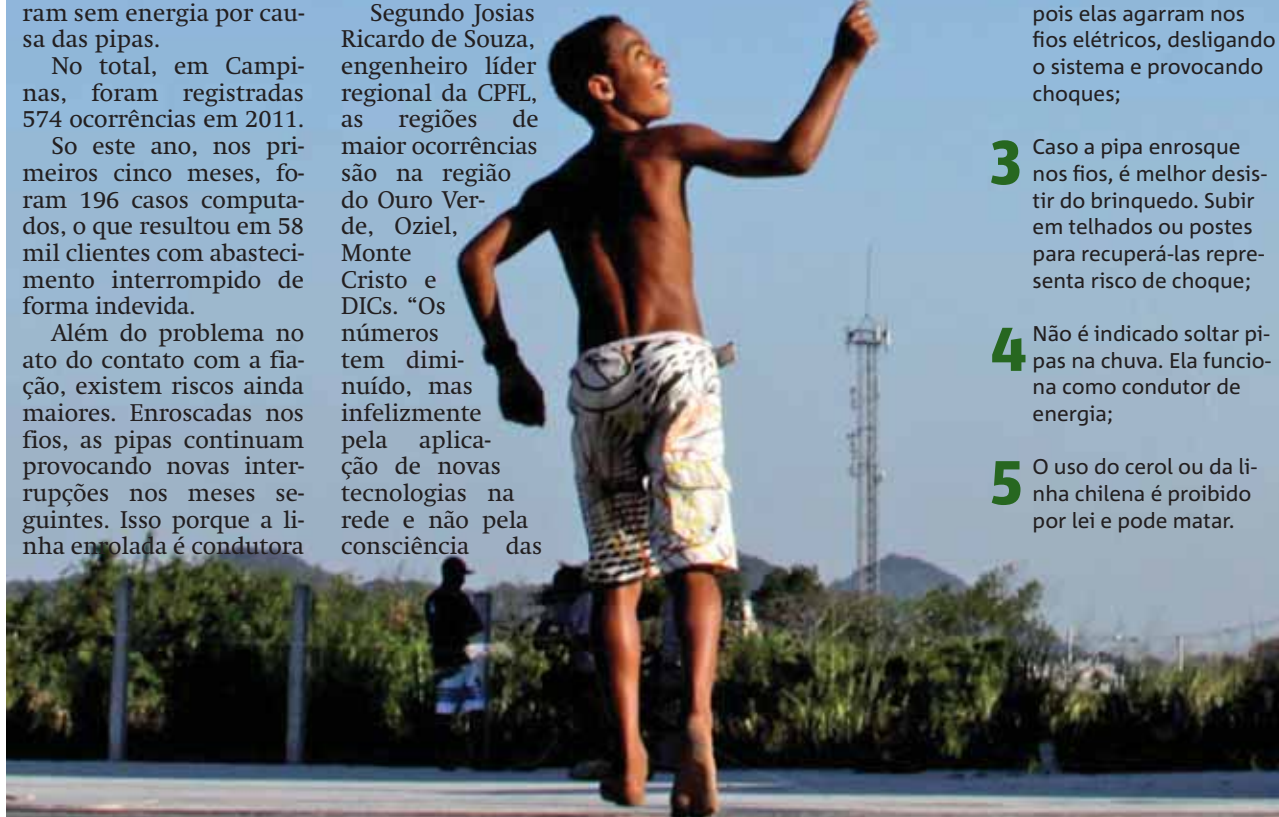 ram sem energia por cau-
sa das pipas.
No total, em Campi-
nas, foram registradas
574 ocorrências em 2011.
So este ano, nos pri-
meiros cinco meses, fo-
ram 196 casos computa-
dos, o que resultou em 58
mil clientes com abasteci-
mento interrompido de
forma indevida.
Além do problema no
ato do contato com a fia-
ção, existem riscos ainda
maiores. Enroscadas nos
fios, as pipas continuam
provocando novas inter-
rupções nos meses se-
guintes. Isso porque a li-
nha enrolada é condutora
Segundo Josias
Ricardo de Souza,
engenheiro líder
regional da CPFL,
as regiões de
maior ocorrências
são na região
do Ouro Ver-
de, Oziel,
Monte
Cristo e
DICs. “Os
números
tem dimi-
nuído, mas
infelizmente
pela aplica-
ção de novas
tecnologias na
rede e não pela
consciência das
pois elas agarram nos
fios elétricos, desligando
o sistema e provocando
choques;
3 Caso a pipa enrosque
nos fios, é melhor desis-
tir do brinquedo. Subir
em telhados ou postes
para recuperá-las repre-
senta risco de choque;
4 Não é indicado soltar pi-
pas na chuva. Ela funcio-
na como condutor de
energia;
5 O uso do cerol ou da li-
nha chilena é proibido
por lei e pode matar.